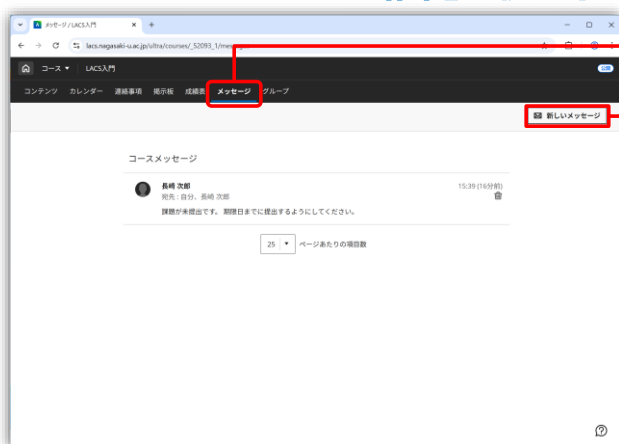 メッセージ / LACS入門
lacs.nagasaki-u.ac.jp/ultra/courses/_52093_1/mes
コース LACS入門 公開
コンテンツ カレンダー 連絡事項 掲示板 成績表 メッセージ グループ
新しいメッセージ
コースメッセージ
長崎 次郎 15:39 (16分前)
宛先 : 自分、長崎 次郎
課題が未提出です。 期限日までに提出するようにしてください。
25 ページあたりの項目数